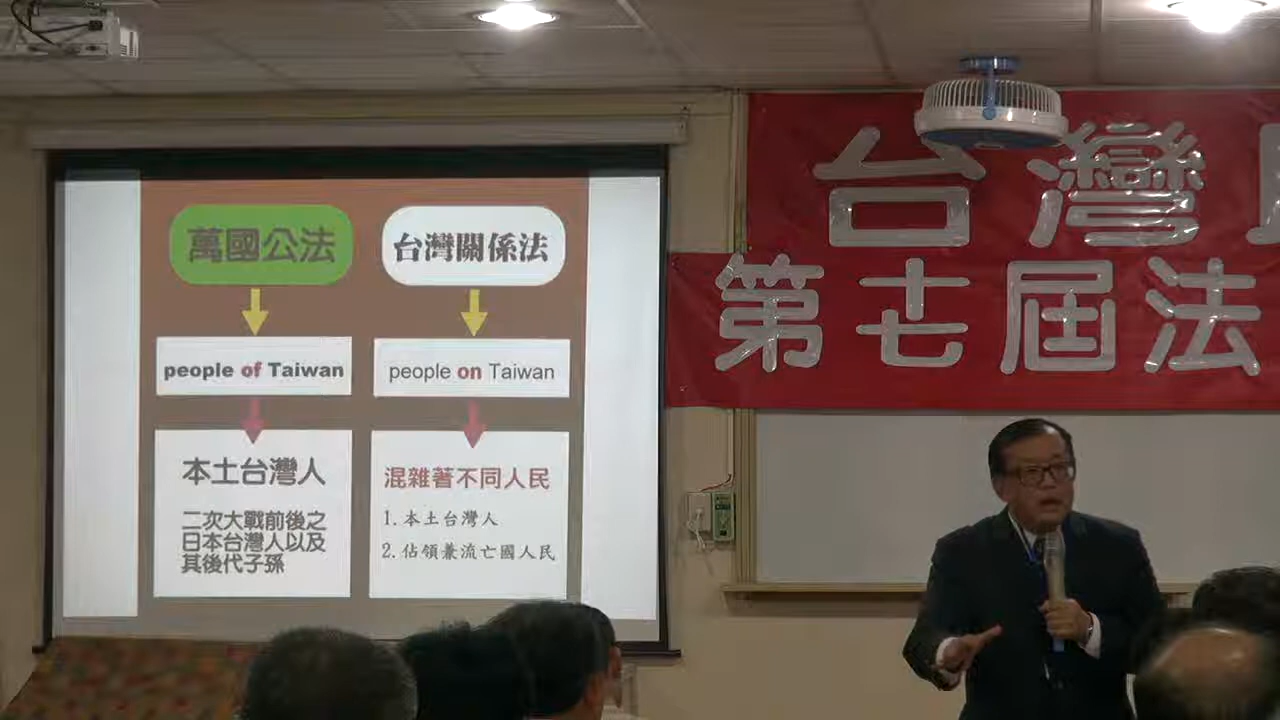 萬國公法
台灣關係法
people of Taiwan
people on Taiwan
本土台灣人
二次大戰前後之
日本台灣人以及
其後代子孫
混雜著不同人民
1. 本土台灣人
2. 佔領兼流亡國人民
台灣
第七屆法